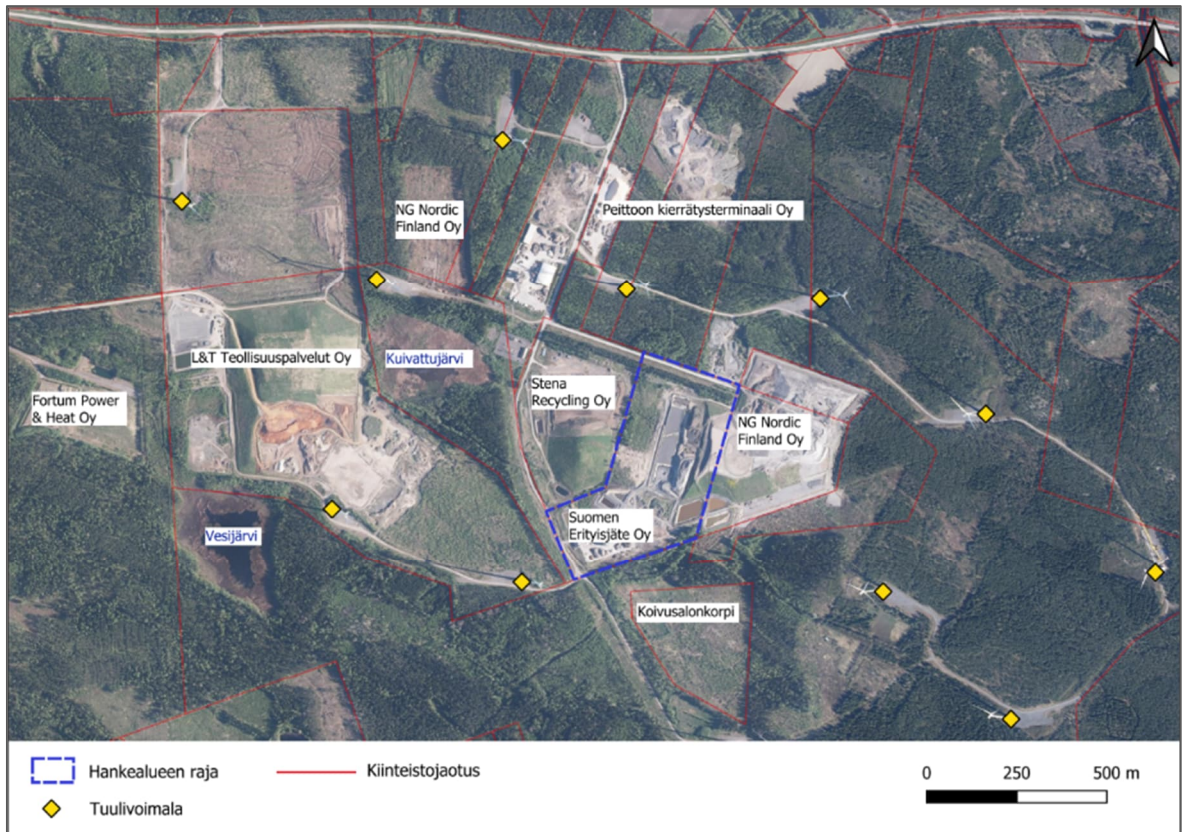 NG Nordic
Finland Oy
Peittoon kierrätysterminaali Oy
L&T Teollisuuspalvelut Oy
Kuivattujärvi
Fortum Power
& Heat Oy
Stena
Recycling Oy
NG Nordic
Finland Oy
Suomen
Erityisjäte Oy
Vesijärvi
Koivusalonkorpi
Hankealueen raja
Kiinteistojaotus
Tuulivoimala
0 250 500 m